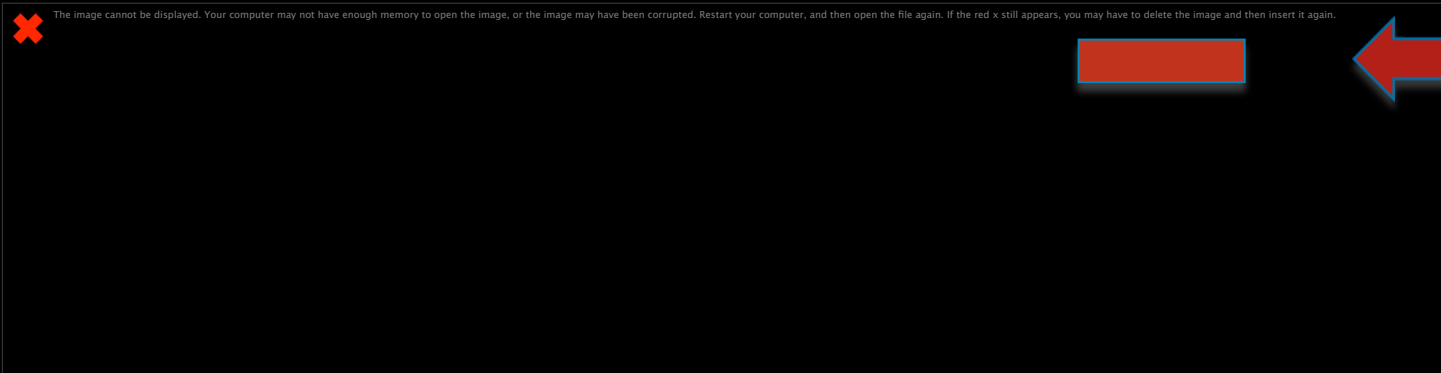 The image cannot be displayed. Your computer may not have enough memory to open the image, or the image may have been corrupted. Restart your computer, and then open the file again. If the red x still appears, you may have to delete the image and then insert it again.